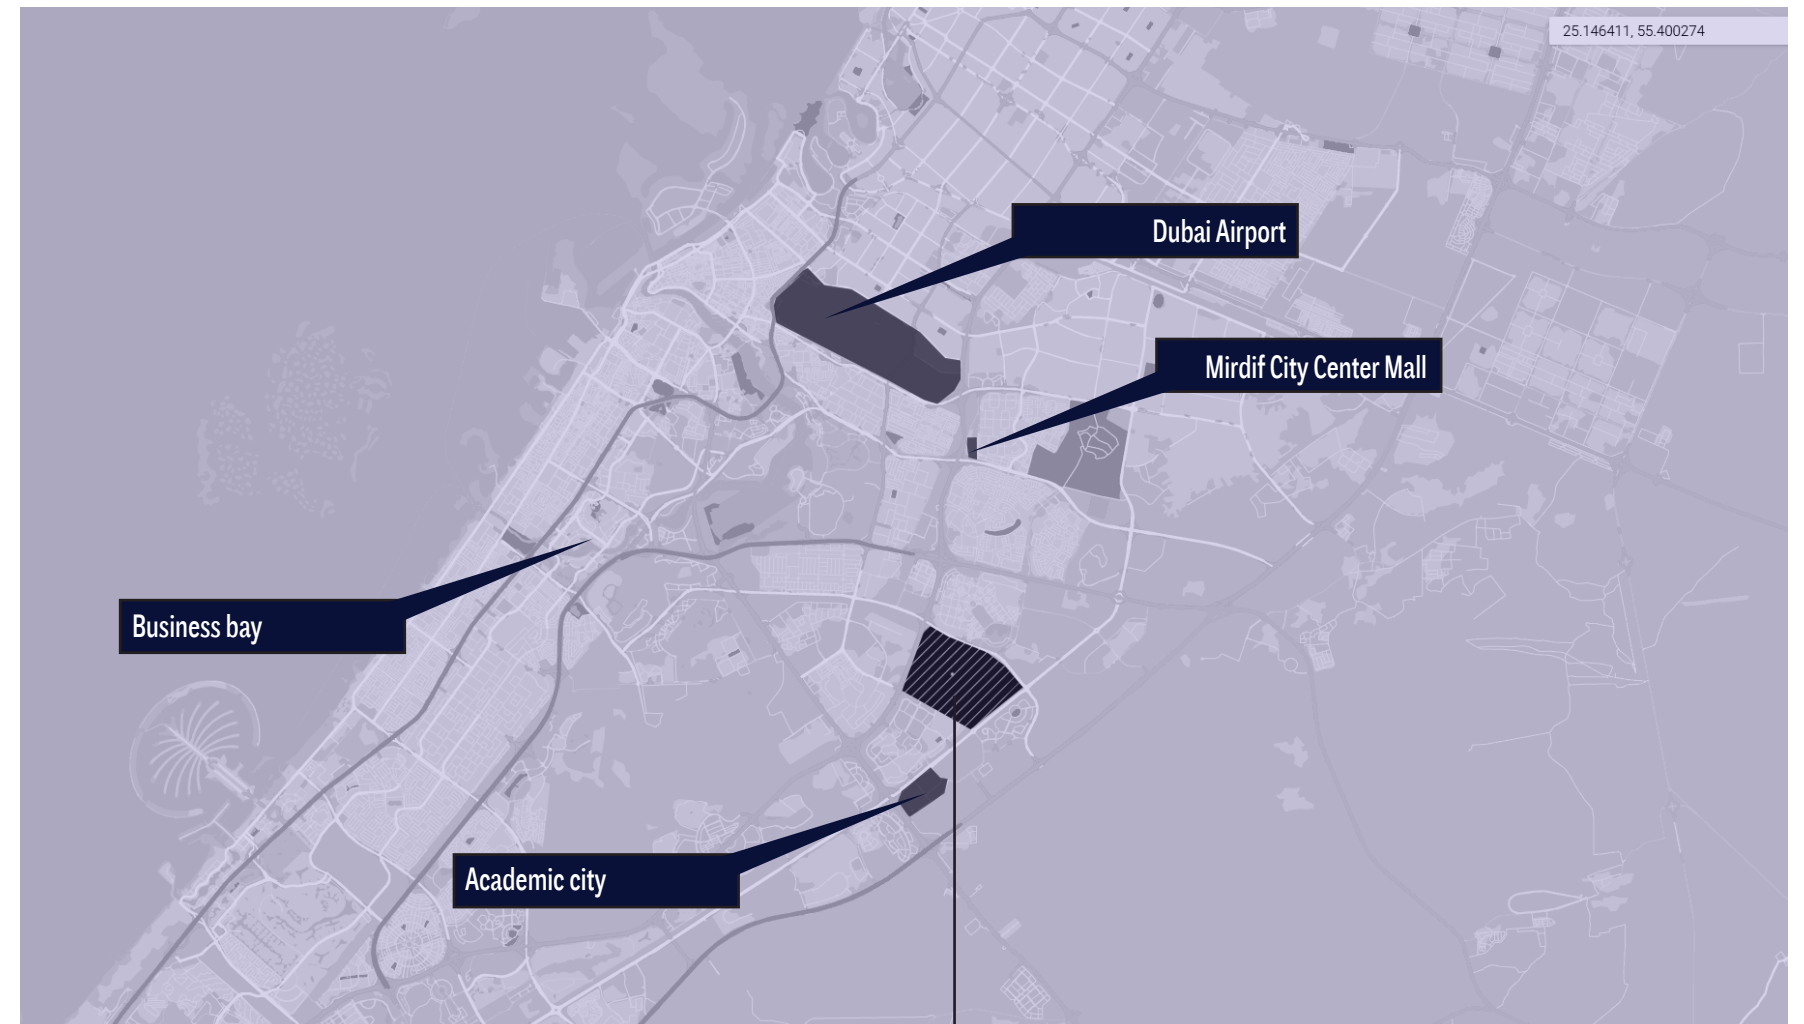 25.146411, 55.400274
Dubai Airport
Mirdif City Center Mall
Business bay
Academic city